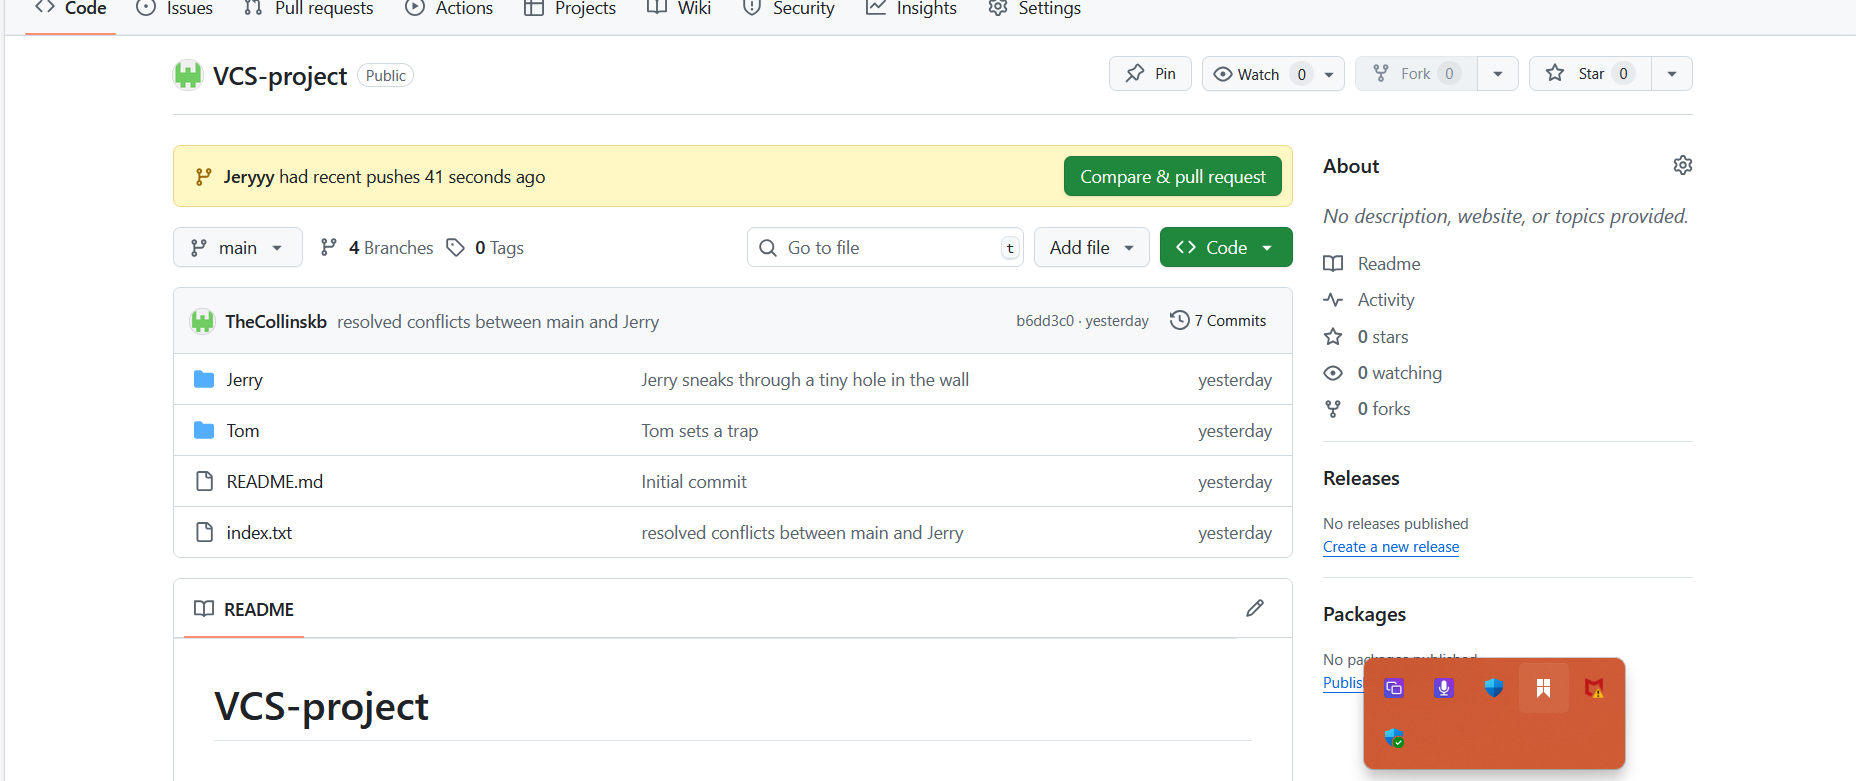 Code Issues Pull requests Actions Projects Wiki Security Insights Settings
VCS-project Public Pin Watch 0 Fork 0 Star 0
Jeryyy had recent pushes 41 seconds ago Compare & pull request
main 4 Branches 0 Tags Go to file t Add file Code
TheCollinskb resolved conflicts between main and Jerry b6dd3c0 · yesterday 7 Commits
Jerry Jerry sneaks through a tiny hole in the wall yesterday
Tom Tom sets a trap yesterday
README.md Initial commit yesterday
index.txt resolved conflicts between main and Jerry yesterday
README
VCS-project
About
No description, website, or topics provided.
Readme
Activity
0 stars
0 watching
0 forks
Releases
No releases published
Create a new release
Packages
No packages published